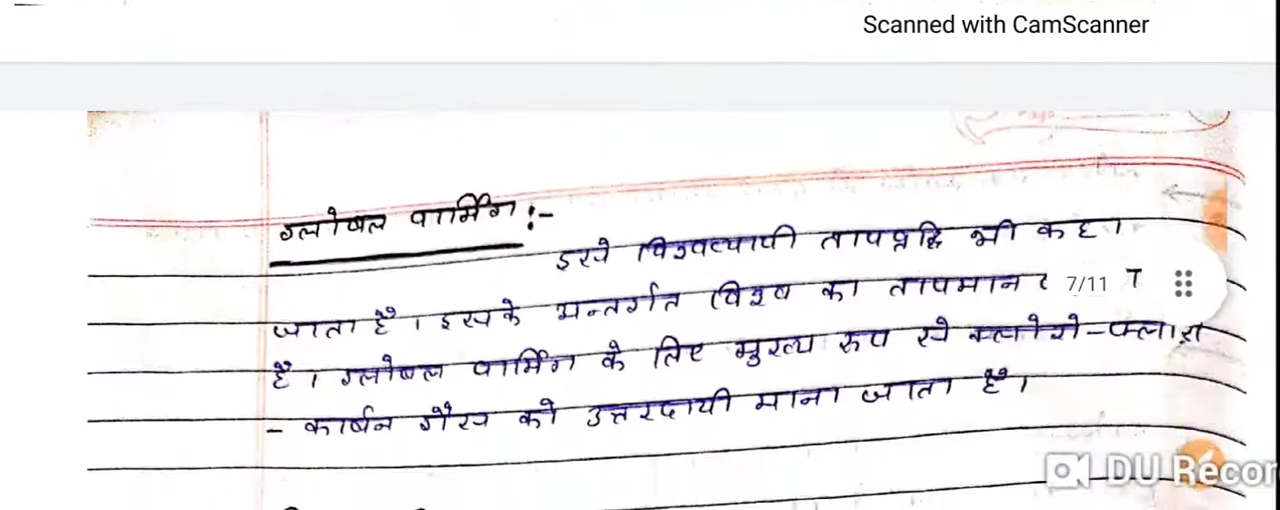 Scanned with CamScanner
ग्लोबल वार्मिंग :-
इसे विश्वव्यापी तापवृद्धि भी कहा
जाता है । इसके अन्तर्गत विश्व का तापमान
7/11
है । ग्लोबल वार्मिंग के लिए मुख्य रूप से क्लोरो-फ्लोरो
- कार्बन गैस को उत्तरदायी माना जाता है ।
DU Recor